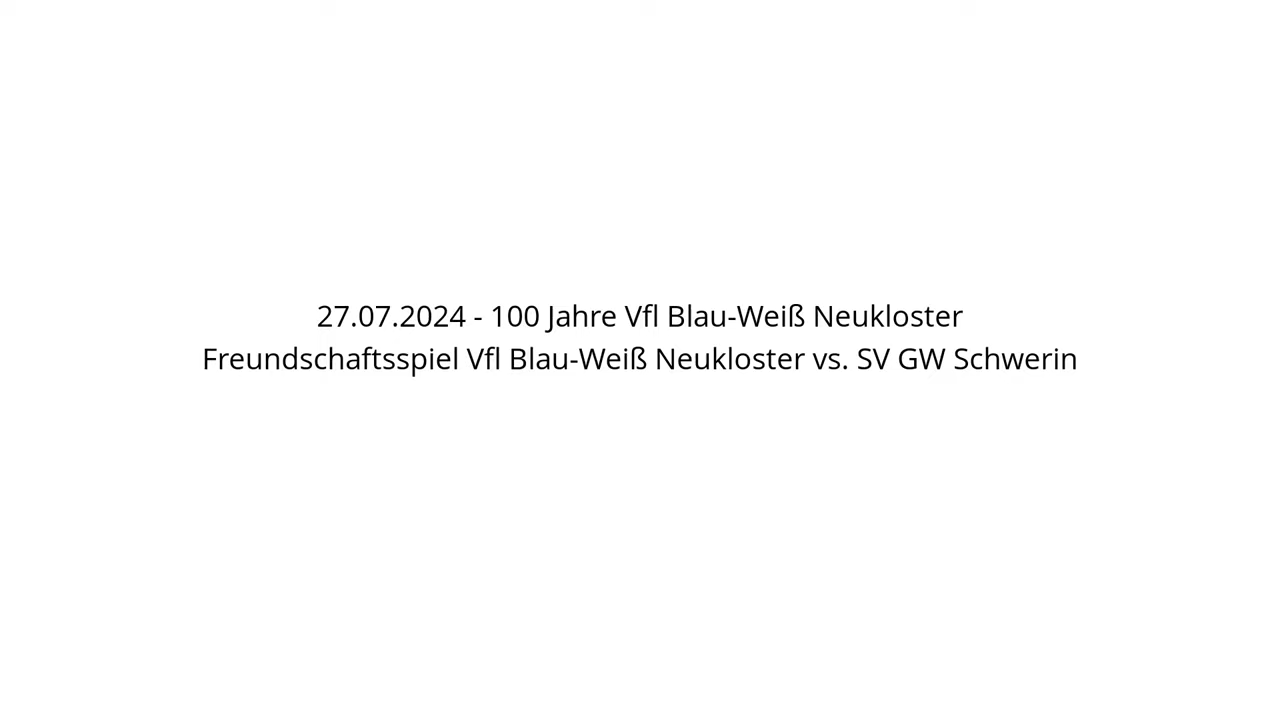 27.07.2024 - 100 Jahre Vfl Blau-Weiß Neukloster
Freundschaftsspiel Vfl Blau-Weiß Neukloster vs. SV GW Schwerin